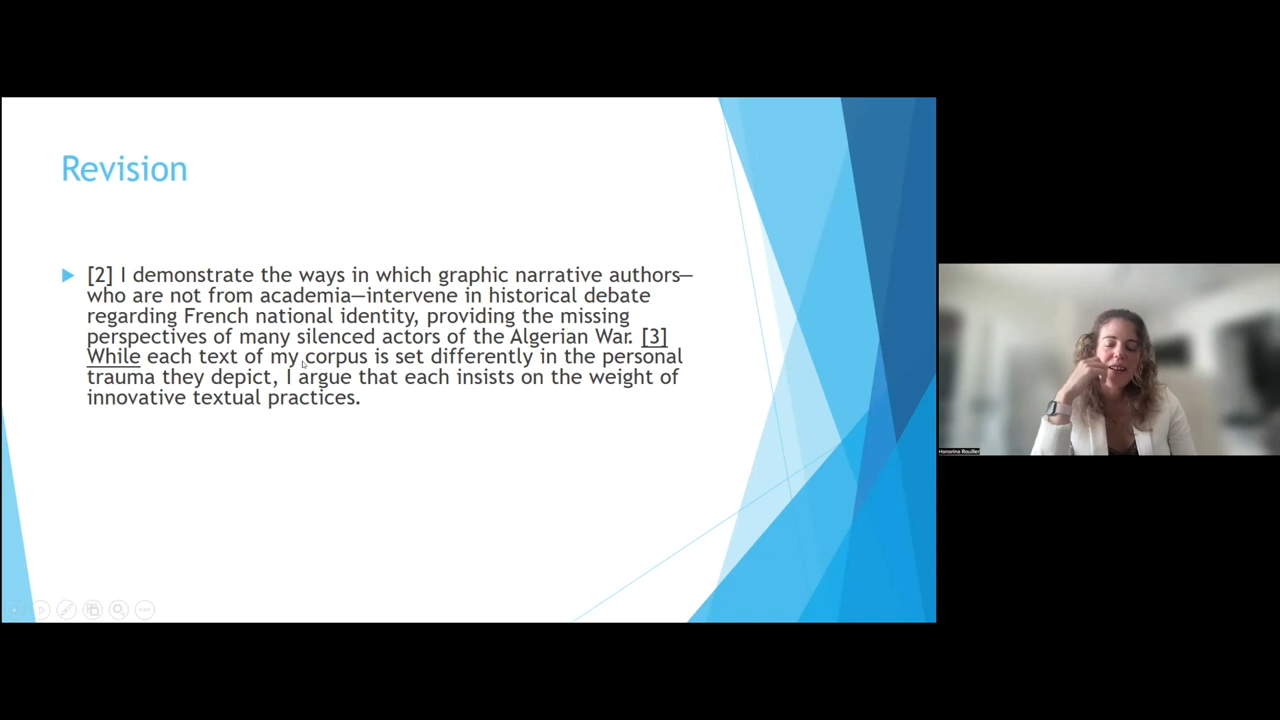 Revision
[2] I demonstrate the ways in which graphic narrative authors—
who are not from academia—intervene in historical debate
regarding French national identity, providing the missing
perspectives of many silenced actors of the Algerian War. [3]
While each text of my corpus is set differently in the personal
trauma they depict, I argue that each insists on the weight of
innovative textual practices.
Honorine Rouiller